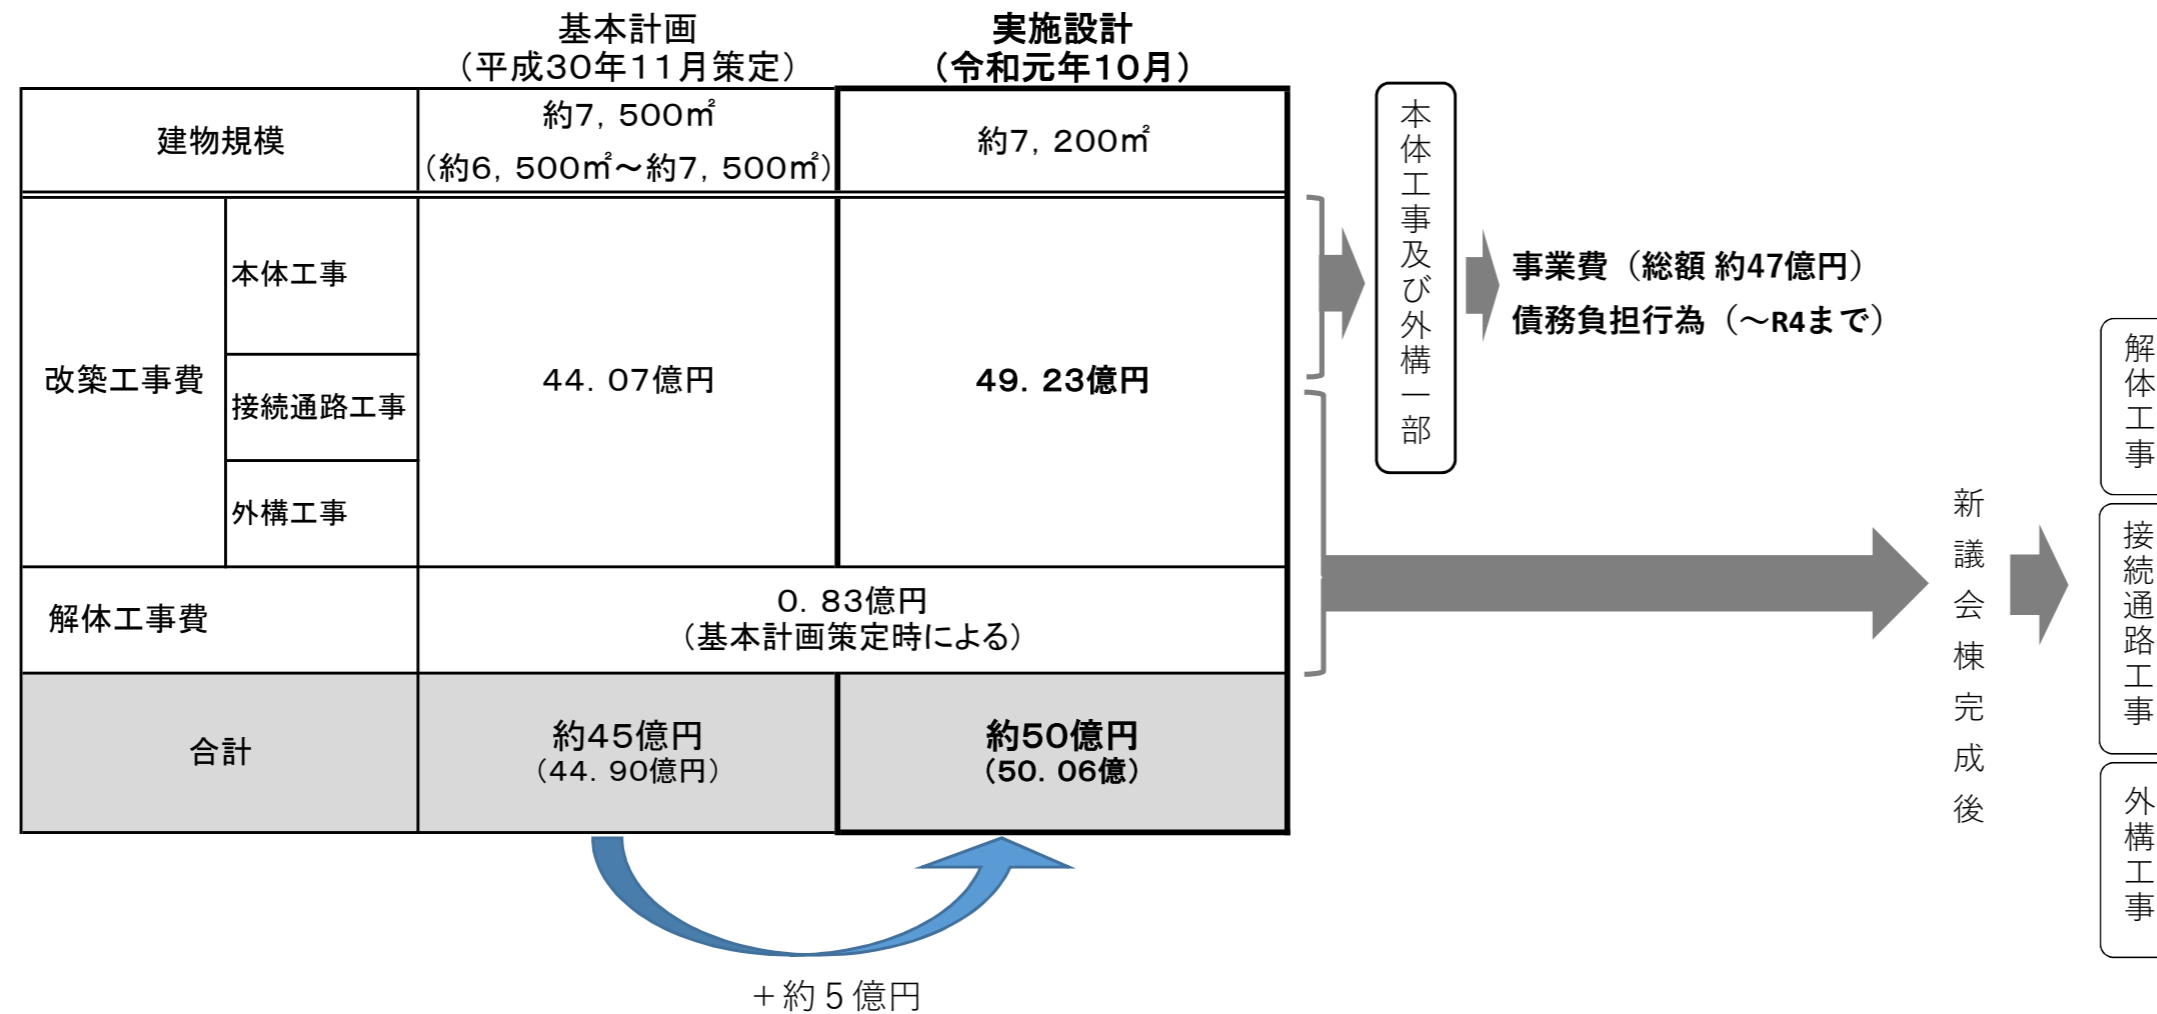 基本計画
（平成30年11月策定）
実施設計
（令和元年10月）
建物規模
約7，500㎡
（約6，500㎡～約7，500㎡）
約7，200㎡
改築工事費
本体工事
接続通路工事
外構工事
44．07億円
49．23億円
解体工事費
0．83億円
（基本計画策定時による）
合計
約45億円
（44．90億円）
約50億円
（50．06億）
＋約５億円
本体工事及び外構一部
事業費（総額 約47億円）
債務負担行為（～R4まで）
新議会棟完成後
解体工事
接続通路工事
外構工事